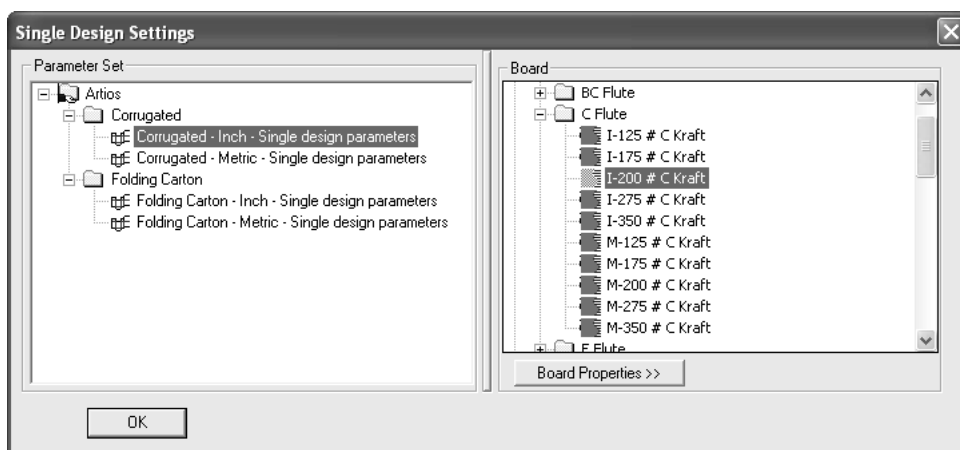 Single Design Settings
Parameter Set
Artios
Corrugated
Corrugated - Inch - Single design parameters
Corrugated - Metric - Single design parameters
Folding Carton
Folding Carton - Inch - Single design parameters
Folding Carton - Metric - Single design parameters
OK
Board
BC Flute
C Flute
I-125 # C Kraft
I-175 # C Kraft
I-200 # C Kraft
I-275 # C Kraft
I-350 # C Kraft
M-125 # C Kraft
M-175 # C Kraft
M-200 # C Kraft
M-275 # C Kraft
M-350 # C Kraft
Flute
Board Properties >>